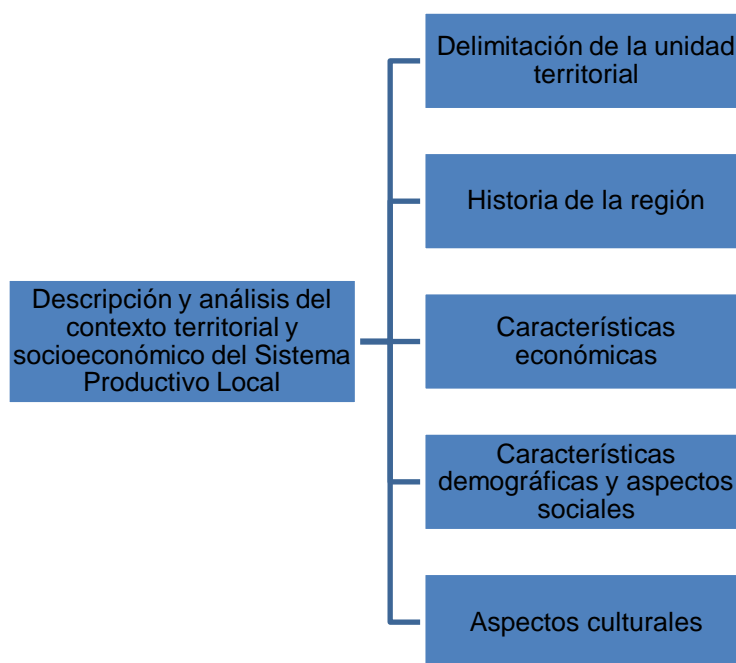 Descripción y análisis del
contexto territorial y
socioeconómico del Sistema
Productivo Local
Delimitación de la unidad
territorial
Historia de la región
Características
económicas
Características
demográficas y aspectos
sociales
Aspectos culturales